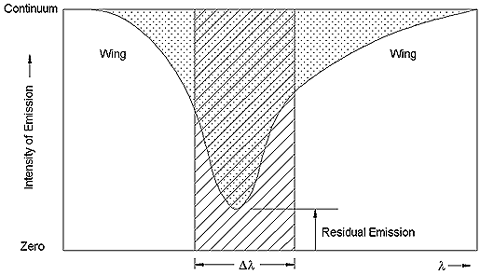 Continuum
Wing
Wing
Intensity of Emission
Residual Emission
Zero
Δλ
λ